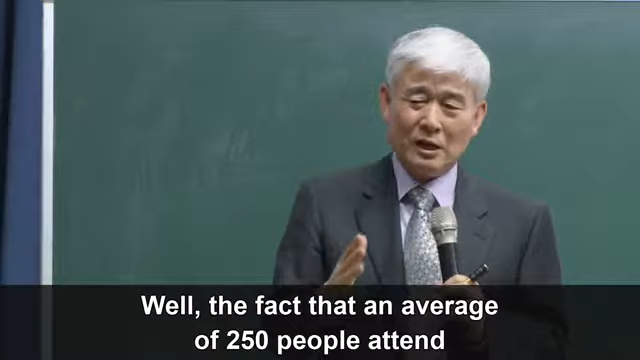 Well, the fact that an average
of 250 people attend